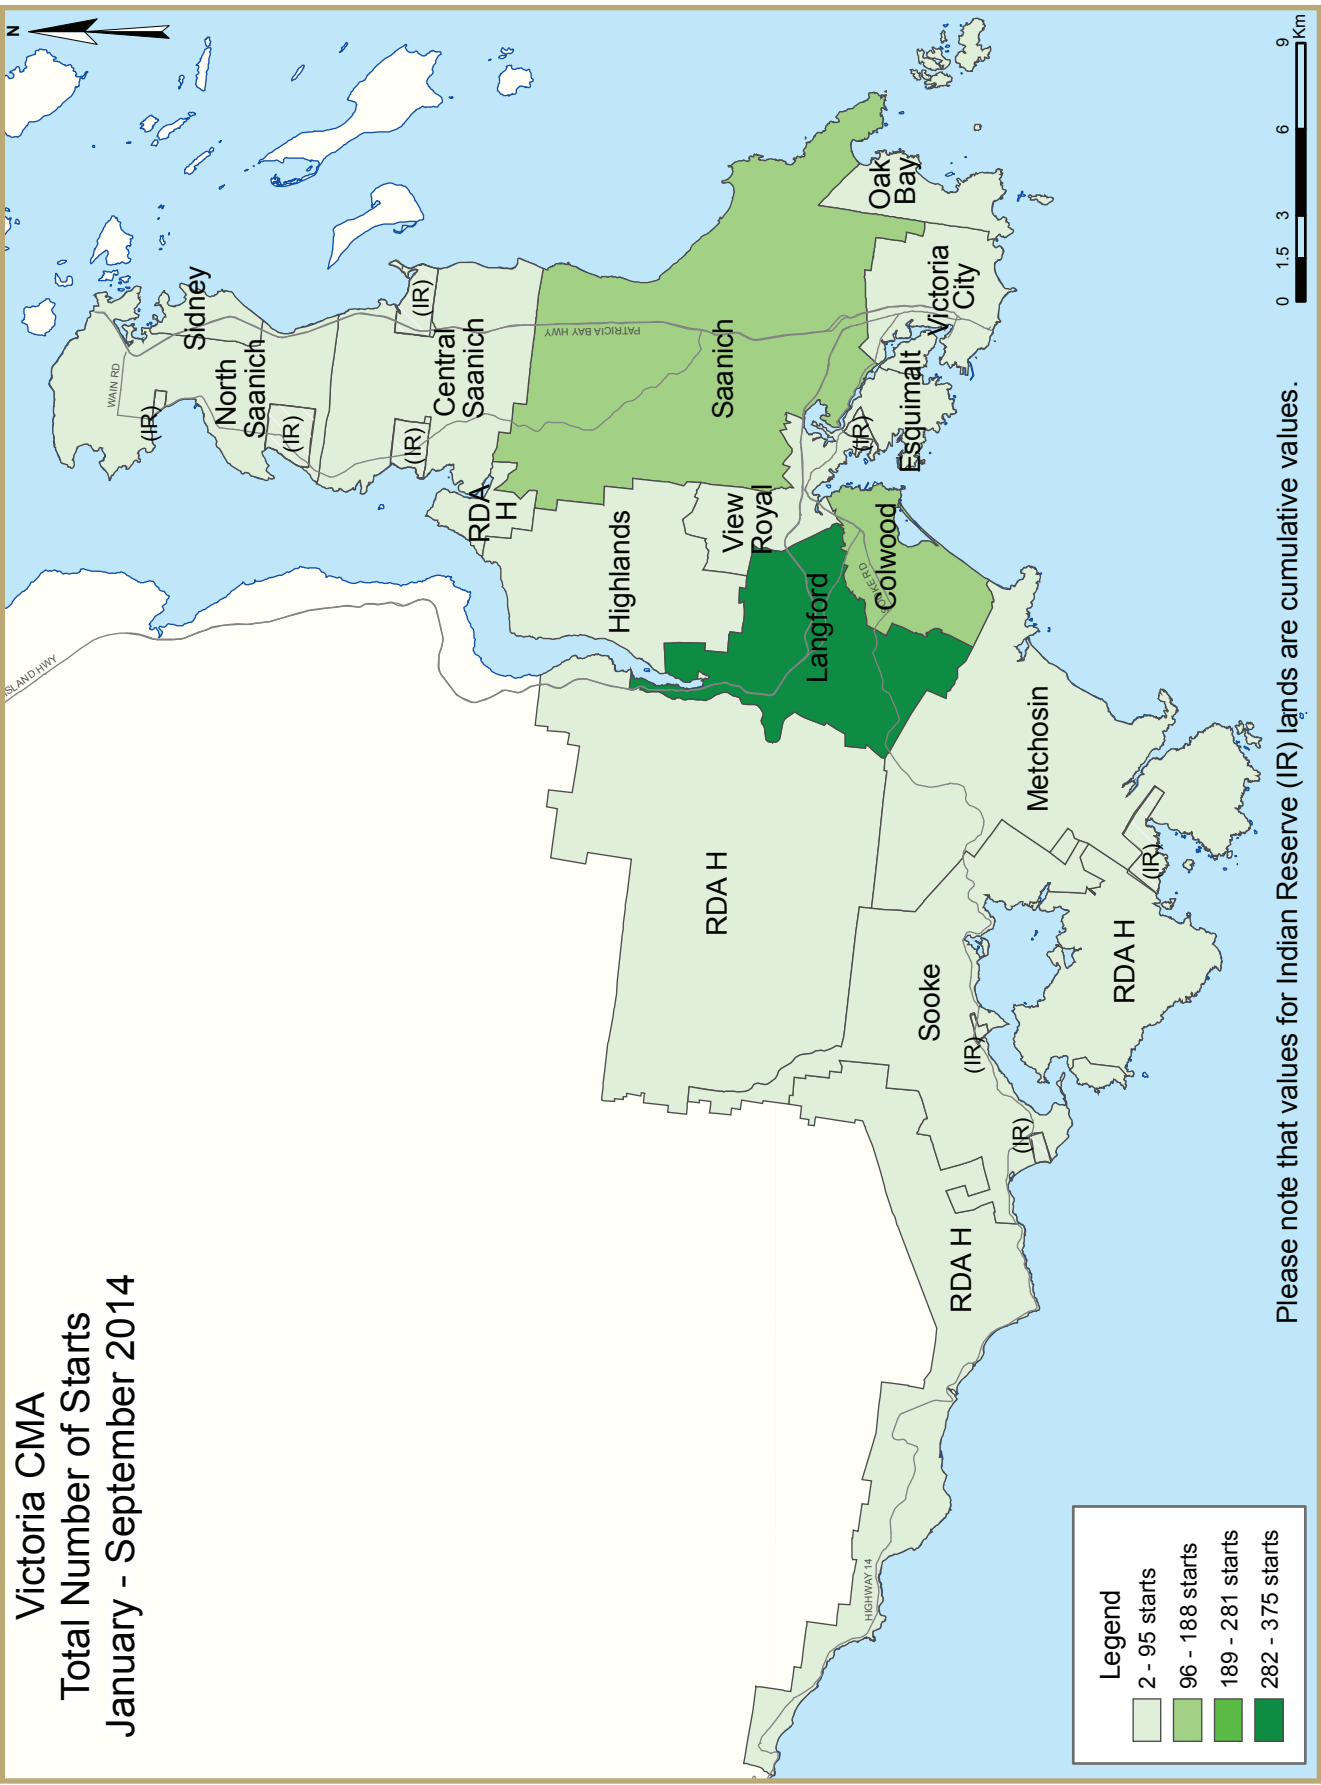 Victoria CMA
Total Number of Starts
January - September 2014
N
ISLAND HWY
WAIN RD
(IR)
Sidney
North
Saanich
(IR)
(IR)
(IR)
Central
Saanich
RDA
H
PATRICIA BAY HWY
Saanich
Highlands
View
Royal
Oak
Bay
Victoria
City
Esquimalt
(IR)
Langford
Colwood
SOOKE RD
Metchosin
(IR)
RDA H
RDA H
Sooke
(IR)
(IR)
RDA H
HIGHWAY 14
Legend
2 - 95 starts
96 - 188 starts
189 - 281 starts
282 - 375 starts
Please note that values for Indian Reserve (IR) lands are cumulative values.
0 1.5 3 6 9
Km